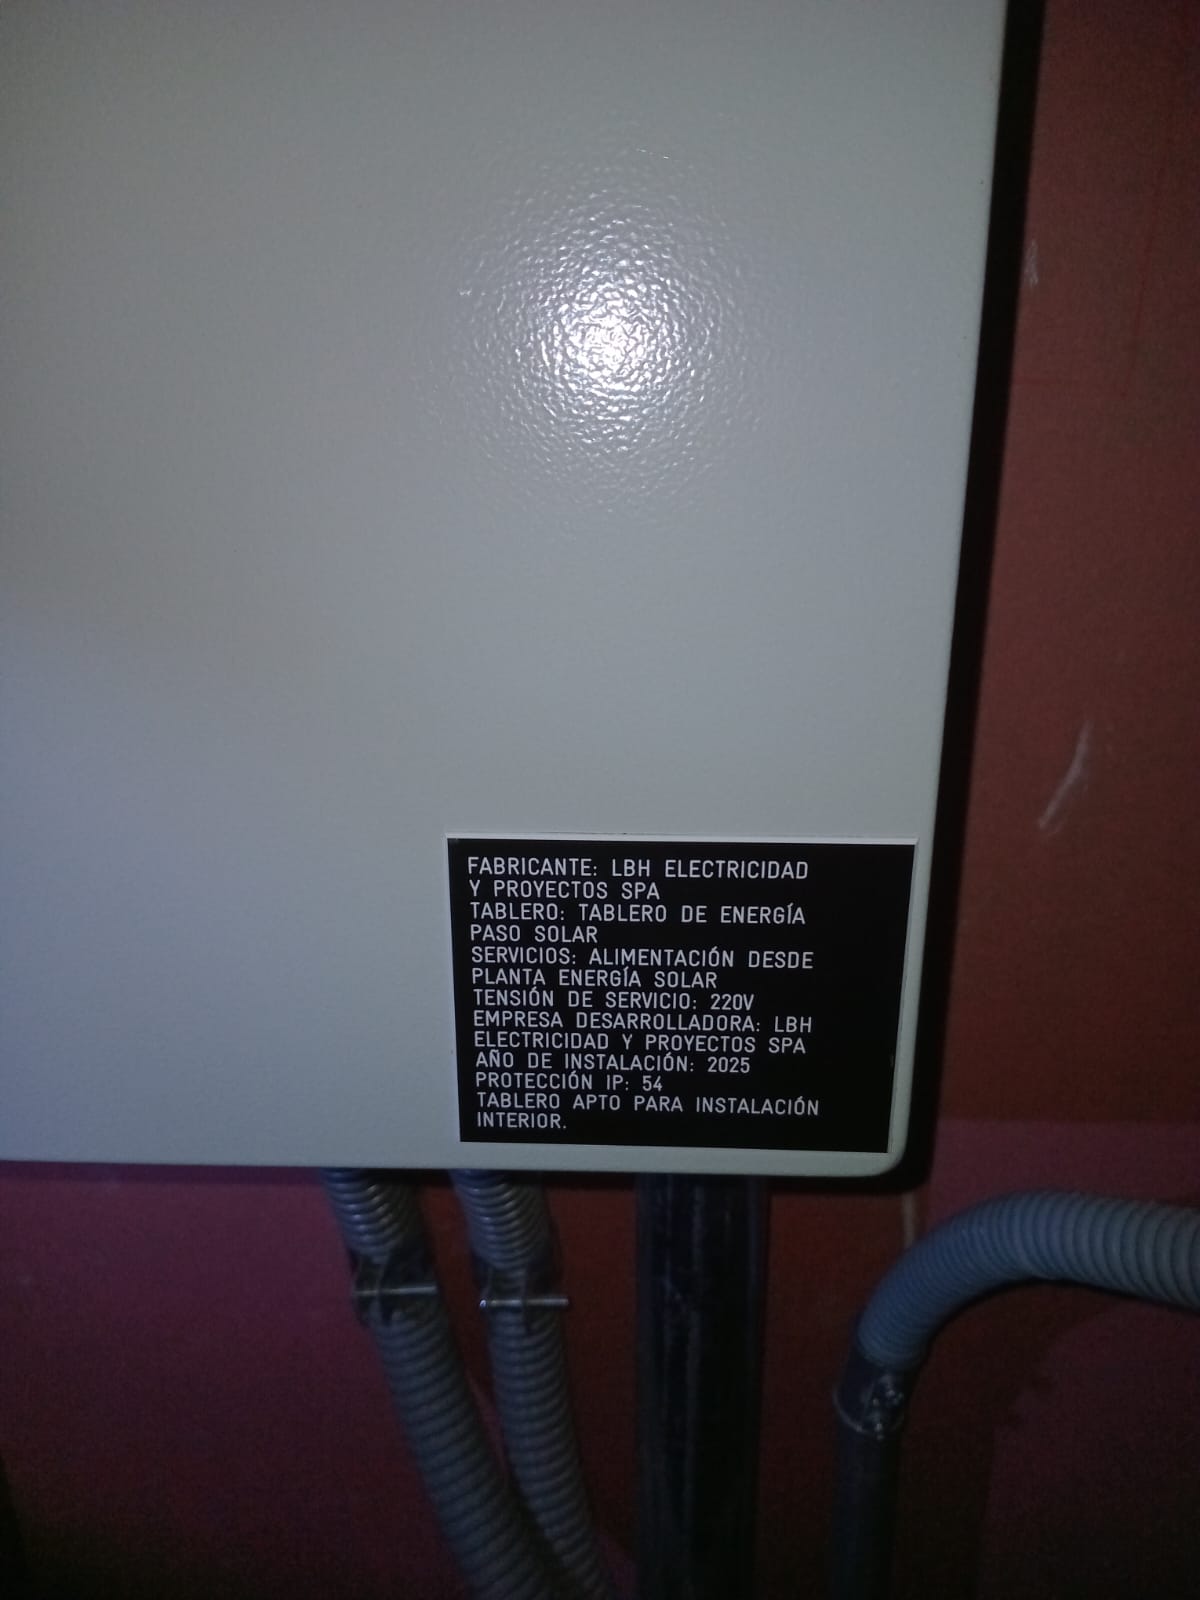 FABRICANTE: LBH ELECTRICIDAD
Y PROYECTOS SPA
TABLERO: TABLERO DE ENERGÍA
PASO SOLAR
SERVICIOS: ALIMENTACIÓN DESDE
PLANTA ENERGÍA SOLAR
TENSIÓN DE SERVICIO: 220V
EMPRESA DESARROLLADORA: LBH
ELECTRICIDAD Y PROYECTOS SPA
AÑO DE INSTALACIÓN: 2025
PROTECCIÓN IP: 54
TABLERO APTO PARA INSTALACIÓN
INTERIOR.